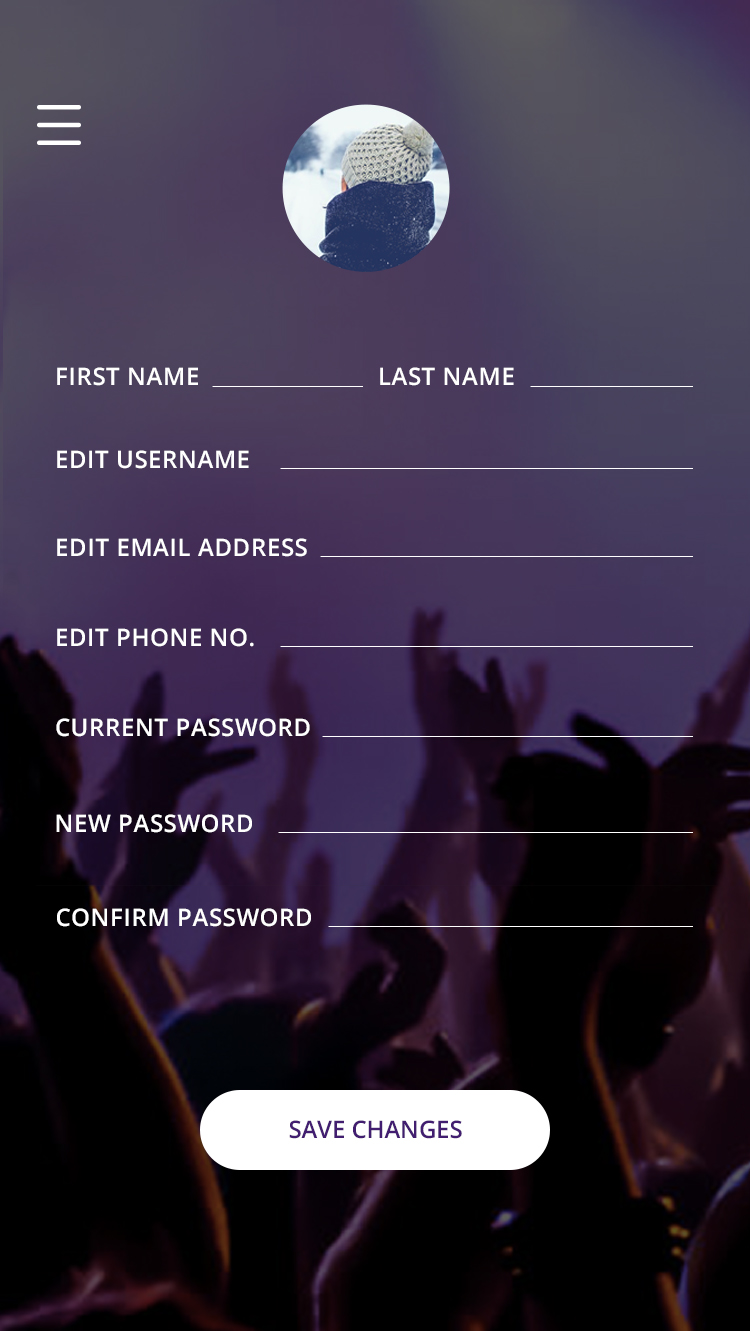 FIRST NAME LAST NAME
EDIT USERNAME
EDIT EMAIL ADDRESS
EDIT PHONE NO.
CURRENT PASSWORD
NEW PASSWORD
CONFIRM PASSWORD
SAVE CHANGES